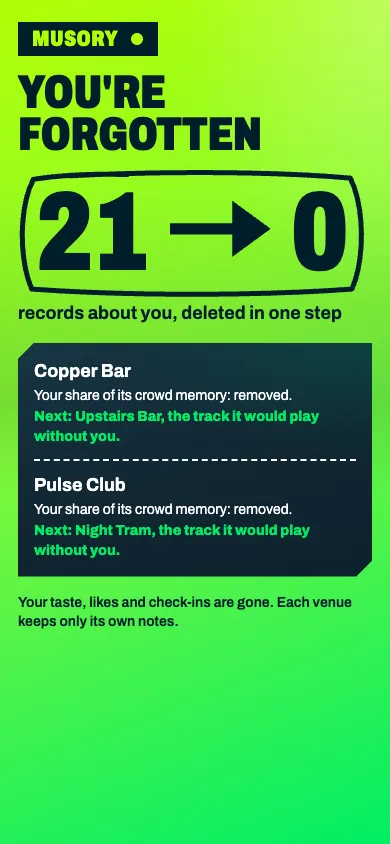 MUSORY
YOU'RE
FORGOTTEN
21 → 0
records about you, deleted in one step
Copper Bar
Your share of its crowd memory: removed.
Next: Upstairs Bar, the track it would play
without you.
Pulse Club
Your share of its crowd memory: removed.
Next: Night Tram, the track it would play
without you.
Your taste, likes and check-ins are gone. Each venue
keeps only its own notes.